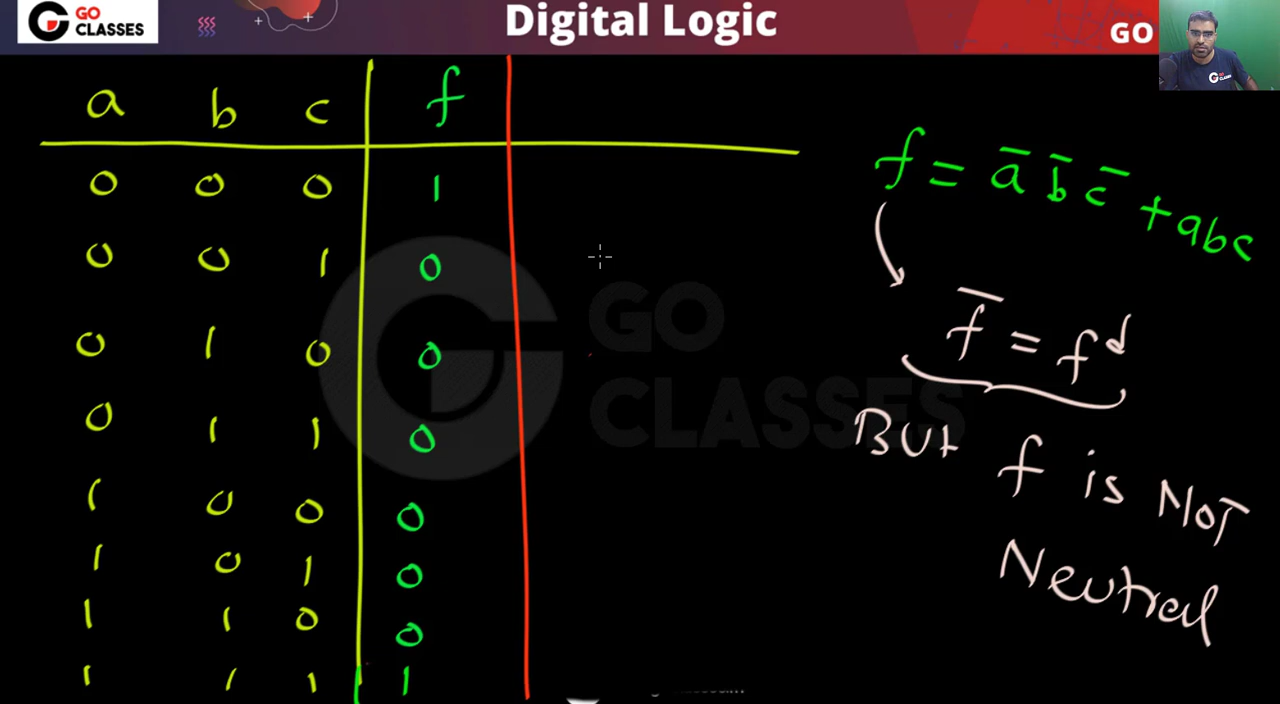 GO CLASSES
Digital Logic
GO
a b c f
0 0 0 1
0 0 1 0
0 1 0 0
0 1 1 0
1 0 0 0
1 0 1 0
1 1 0 0
1 1 1 1
f = a̅ b̅ c̅ + abc
f̅ = fᵈ
But f is NOT
Neutral
GO
CLASSES